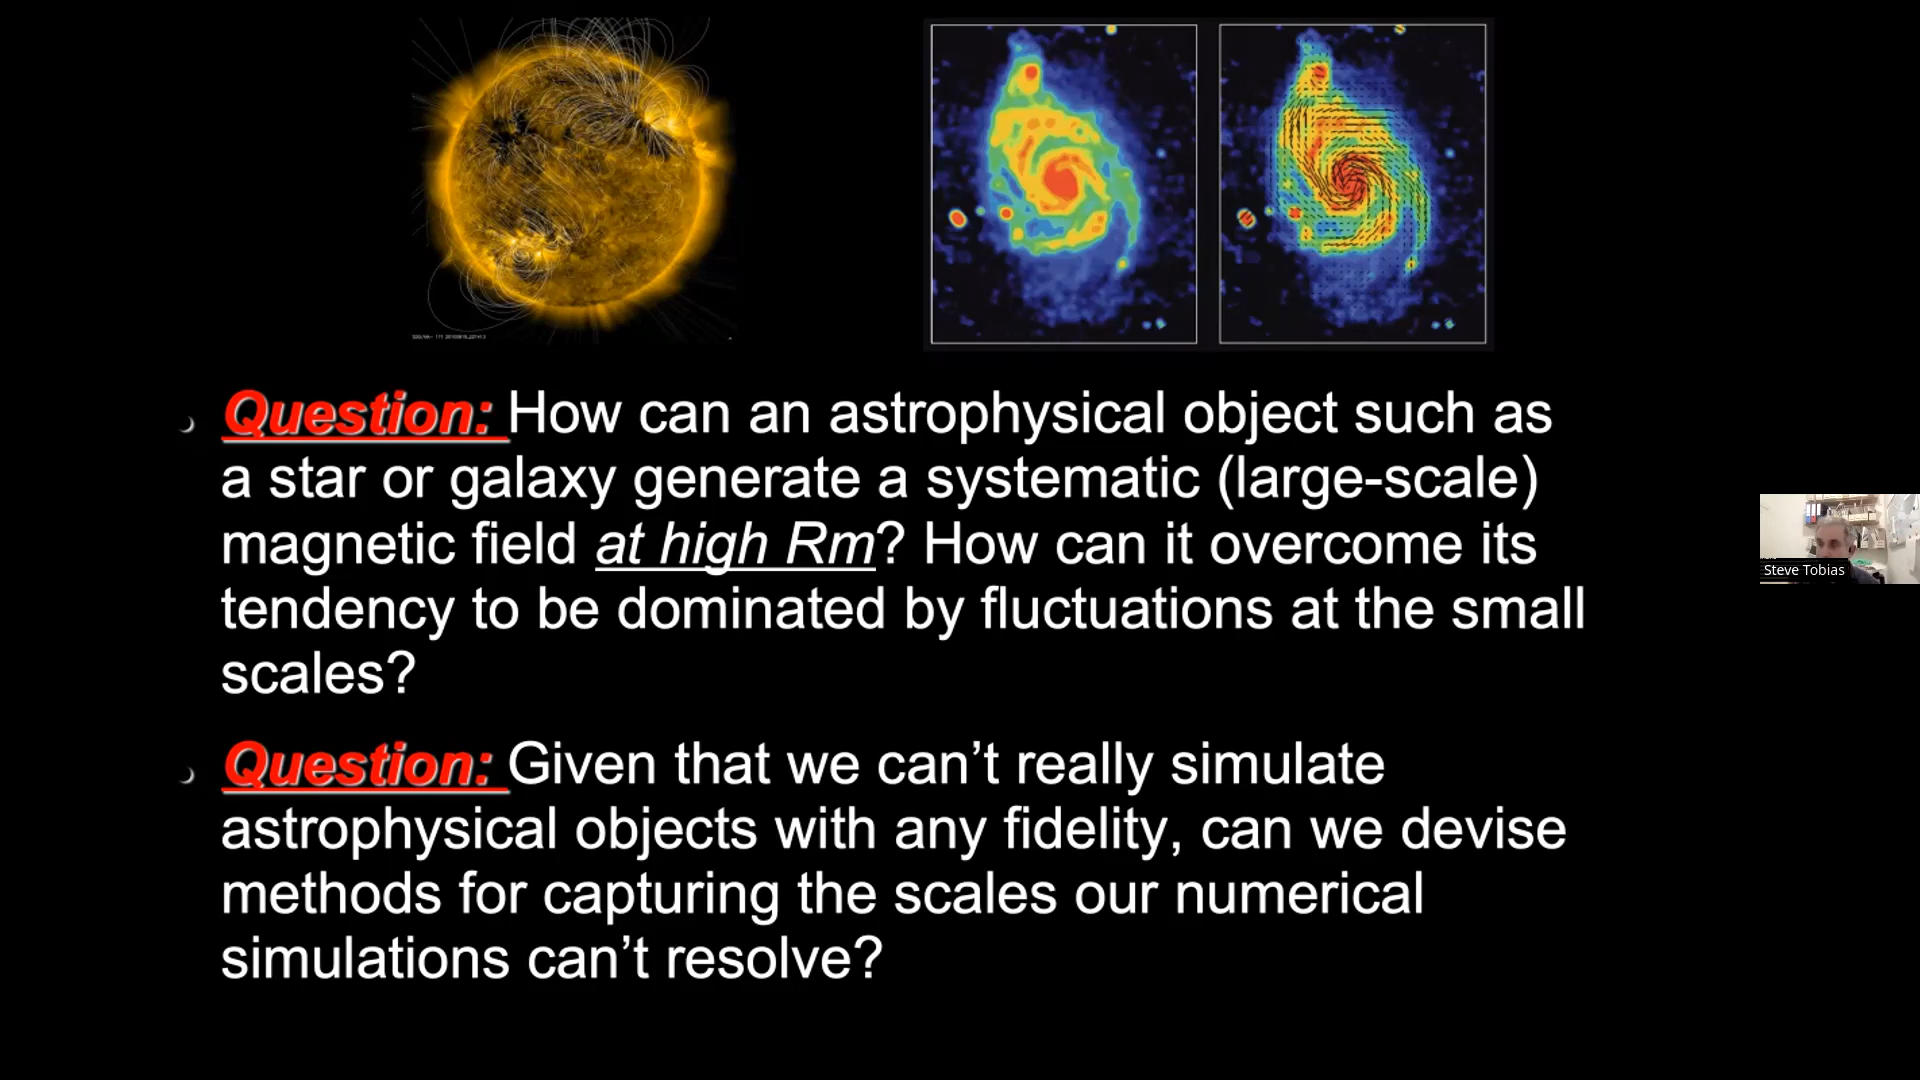 Question: How can an astrophysical object such as
a star or galaxy generate a systematic (large-scale)
magnetic field at high Rm? How can it overcome its
tendency to be dominated by fluctuations at the small
scales?
Steve Tobias
Question: Given that we can’t really simulate
astrophysical objects with any fidelity, can we devise
methods for capturing the scales our numerical
simulations can’t resolve?